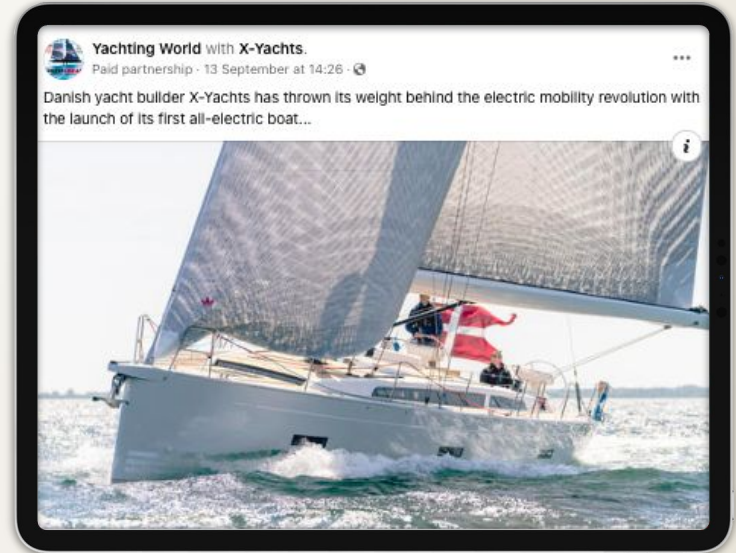 Yachting World with X-Yachts.
Paid partnership · 13 September at 14:26 ·
Danish yacht builder X-Yachts has thrown its weight behind the electric mobility revolution with
the launch of its first all-electric boat...
i